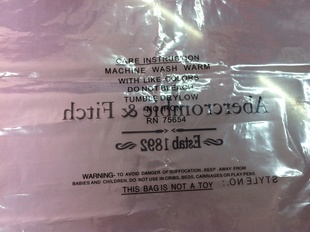 CARE INSTRUCTION
MACHINE WASH WARM
WITH LIKE COLORS
DO NOT BLEACH
TUMBLE DRY LOW
Abercrombie & Fitch
RN 75654
Estab 1892
WARNING- TO AVOID DANGER OF SUFFOCATION, KEEP AWAY FROM
BABIES AND CHILDREN. DO NOT USE IN CRIBS, BEDS, CARRIAGES OR PLAY PENS.
THIS BAG IS NOT A TOY
STYLE NO.: